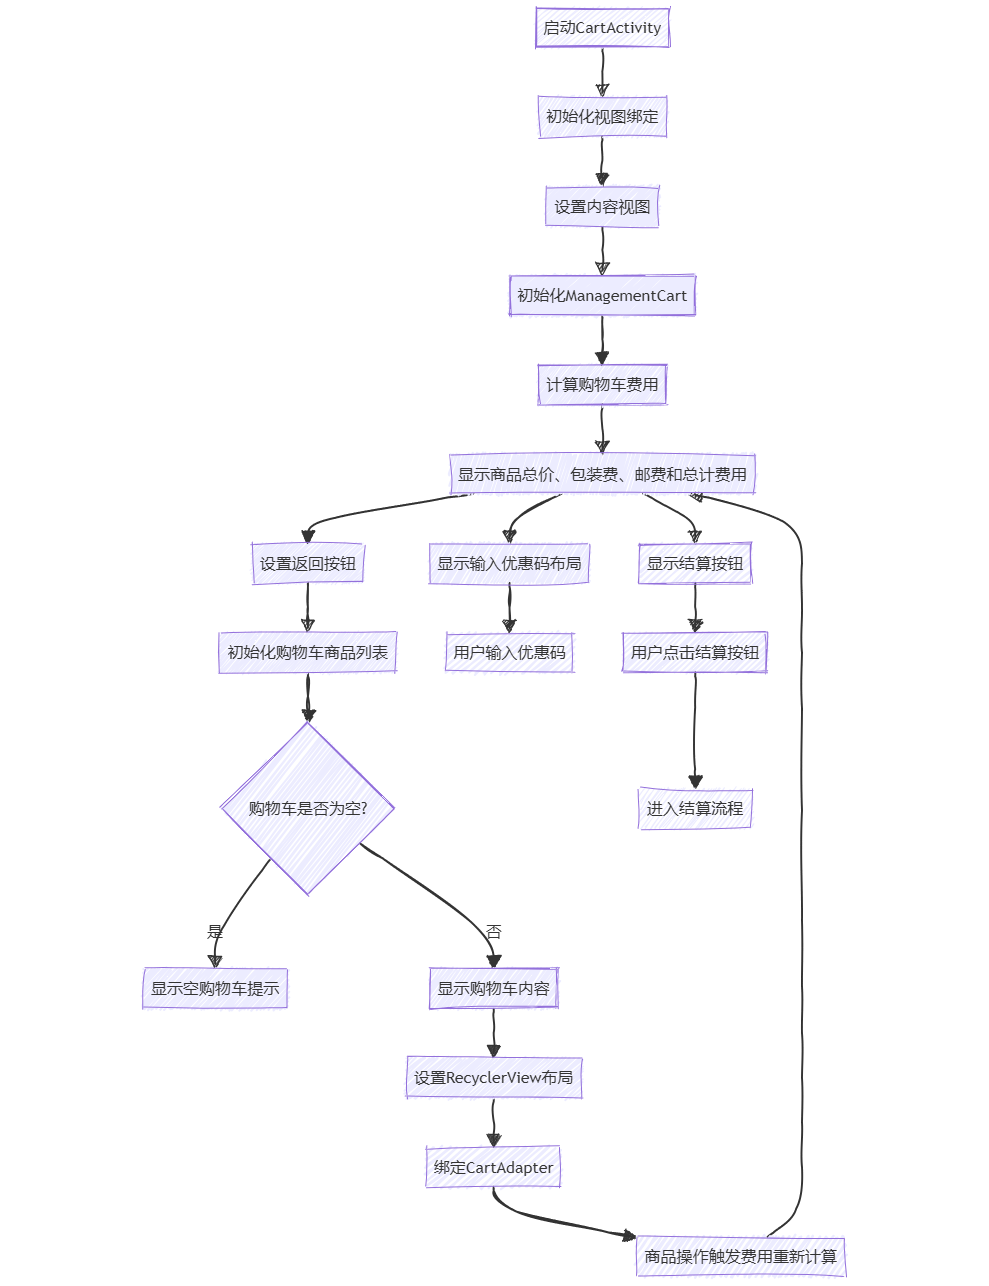 启动CartActivity
初始化视图绑定
设置内容视图
初始化ManagementCart
计算购物车费用
显示商品总价、包装费、邮费和总计费用
设置返回按钮
显示输入优惠码布局
显示结算按钮
初始化购物车商品列表
用户输入优惠码
用户点击结算按钮
购物车是否为空?
进入结算流程
是
否
显示空购物车提示
显示购物车内容
设置RecyclerView布局
绑定CartAdapter
商品操作触发费用重新计算